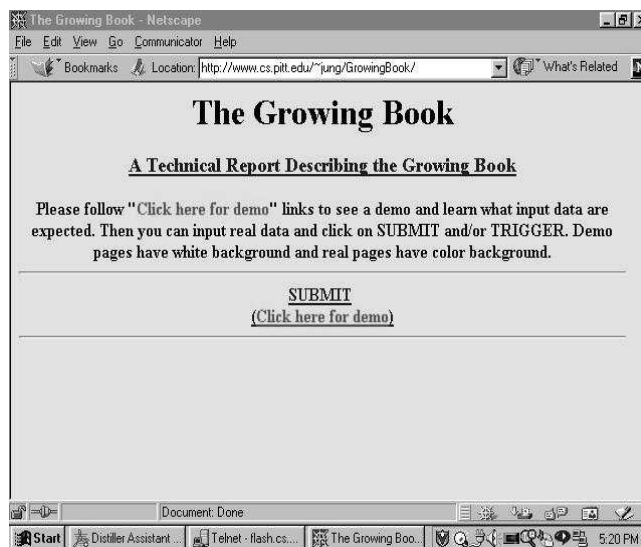 The Growing Book - Netscape
File Edit View Go Communicator Help
Bookmarks Location: http://www.cs.pitt.edu/~jung/GrowingBook/ What's Related
The Growing Book
A Technical Report Describing the Growing Book
Please follow "Click here for demo" links to see a demo and learn what input data are
expected. Then you can input real data and click on SUBMIT and/or TRIGGER. Demo
pages have white background and real pages have color background.
SUBMIT
(Click here for demo)
Document: Done
Start Distiller Assistant ... Telnet - flash.cs.... The Growing Boo... 5:20 PM